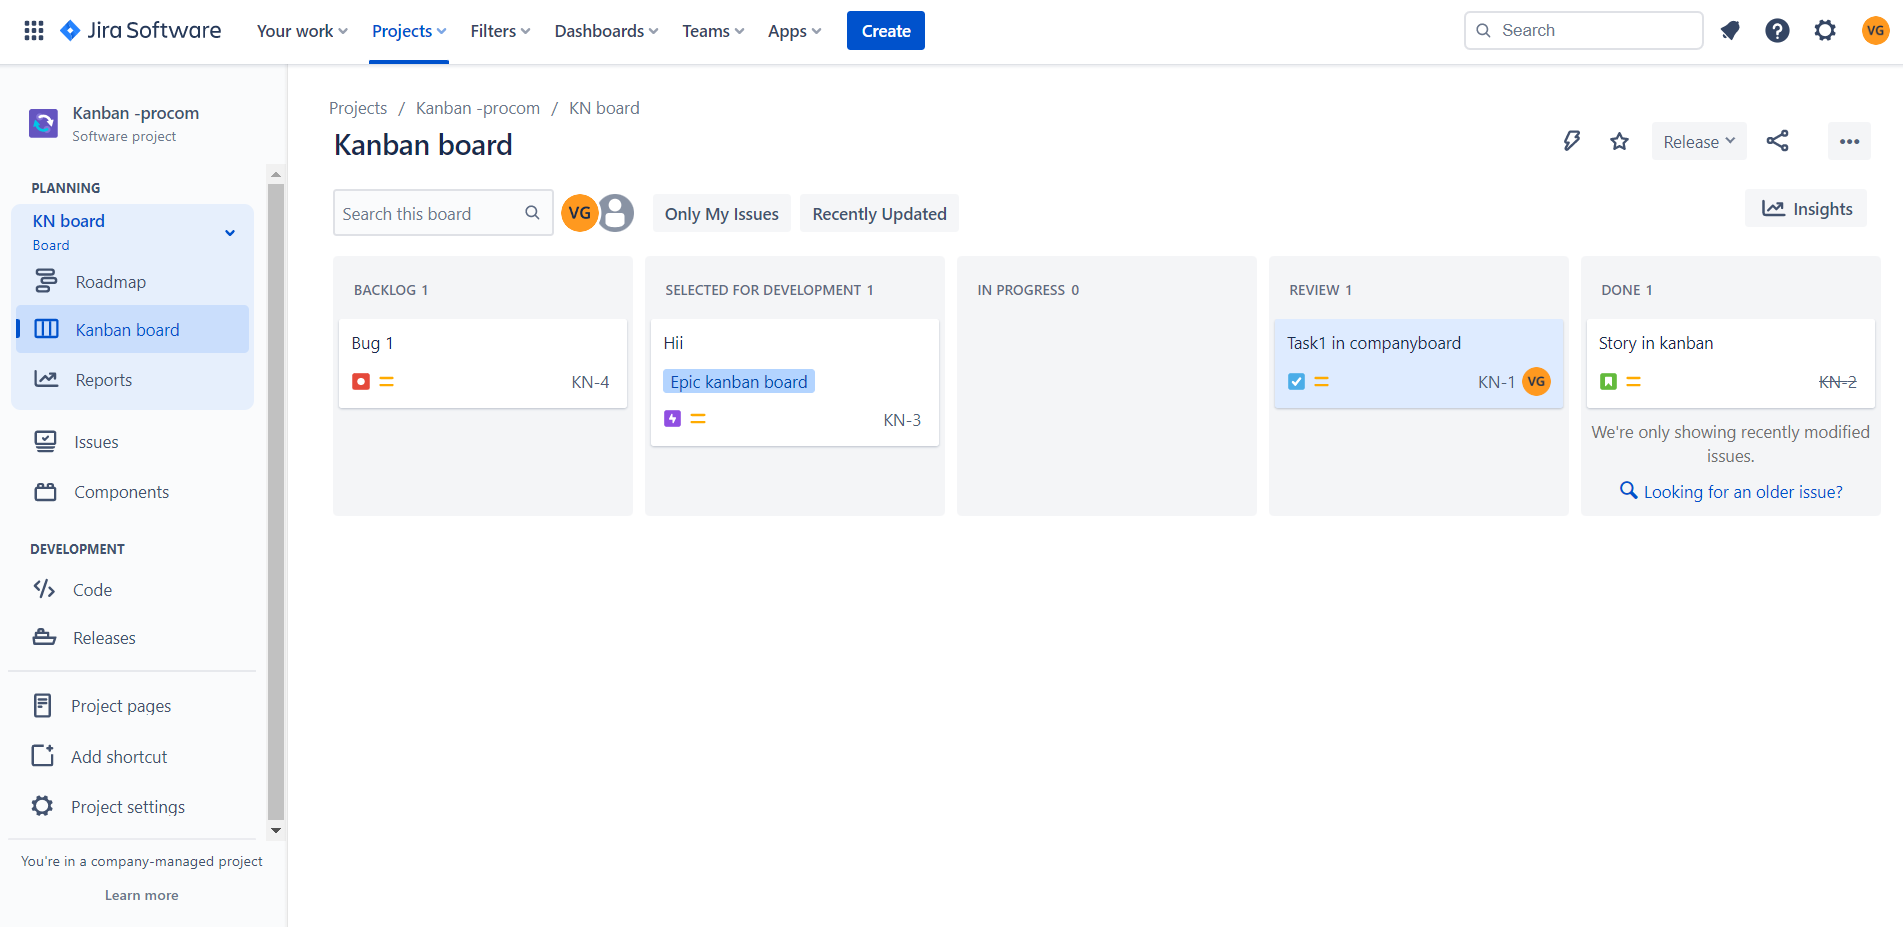 Jira Software
Your work
Projects
Filters
Dashboards
Teams
Apps
Create
Search
VG
Kanban -procom
Software project
PLANNING
KN board
Board
Roadmap
Kanban board
Reports
Issues
Components
DEVELOPMENT
Code
Releases
Project pages
Add shortcut
Project settings
You're in a company-managed project
Learn more
Projects / Kanban -procom / KN board
Kanban board
Release
Search this board
VG
Only My Issues
Recently Updated
Insights
BACKLOG 1
Bug 1
KN-4
SELECTED FOR DEVELOPMENT 1
Hii
Epic kanban board
KN-3
IN PROGRESS 0
REVIEW 1
Task1 in companyboard
KN-1 VG
DONE 1
Story in kanban
KN-2
We're only showing recently modified
issues.
Looking for an older issue?